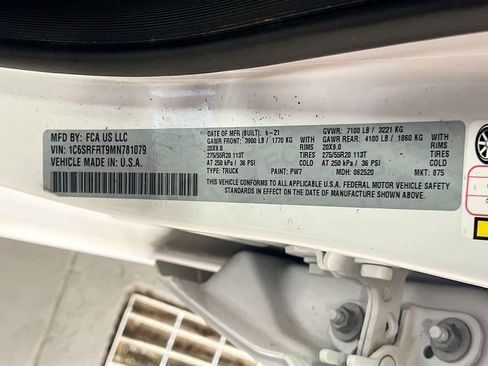 MFD BY: FCA US LLC
VIN: 1C6SRFRT9MN781079
VEHICLE MADE IN U.S.A.
DATE OF MFR (BUILT): 6-21 GVWR: 7100 LB / 3221 KG
GAWR FRONT: 3900 LB / 1770 KG GAWR REAR: 4100 LB / 1860 KG
20X9.0 RIMS 20X9.0 RIMS
275/55R20 113T TIRES 275/55R20 113T TIRES
AT 250 kPa / 36 PSI COLD AT 250 kPa / 36 PSI COLD
TYPE: TRUCK PAINT: PW7 MDH: 062520 MKT: 875
THIS VEHICLE CONFORMS TO ALL APPLICABLE U.S.A. FEDERAL MOTOR VEHICLE SAFETY
STANDARDS IN EFFECT ON THE DATE OF MANUFACTURE SHOWN ABOVE.